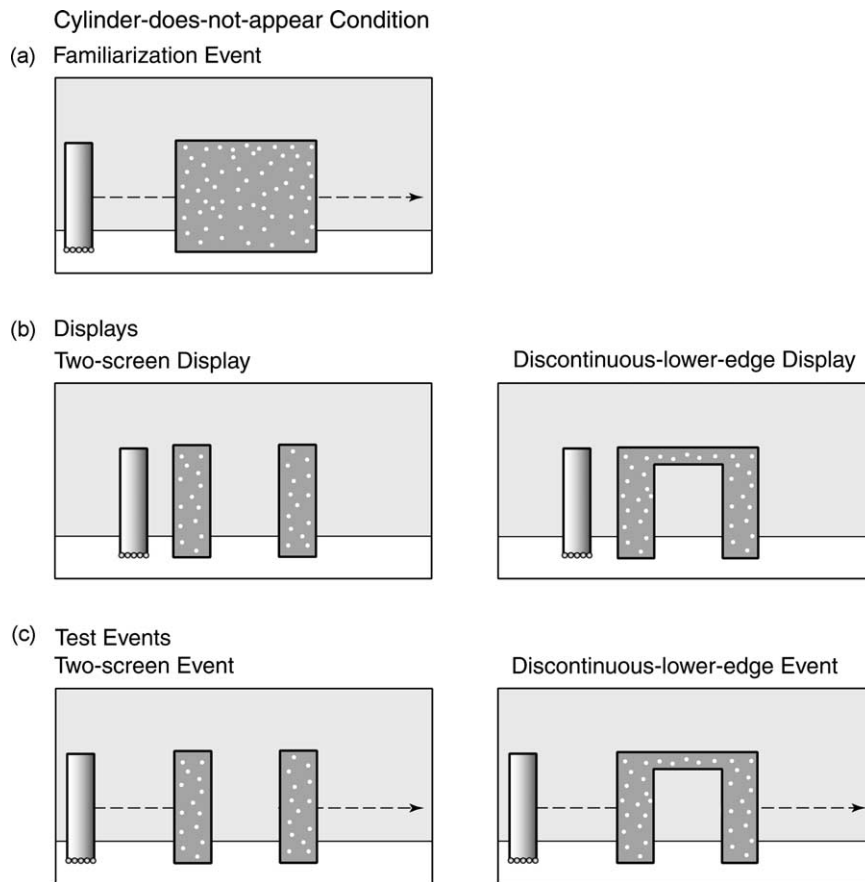 Cylinder-does-not-appear Condition
(a) Familiarization Event
(b) Displays
Two-screen Display
Discontinuous-lower-edge Display
(c) Test Events
Two-screen Event
Discontinuous-lower-edge Event